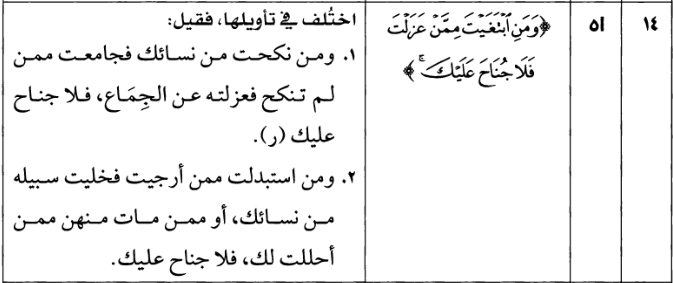 ١٤
٥١
﴿وَمَنِ ٱبْتَغَيْتَ مِمَّنْ عَزَلْتَ
فَلَا جُنَاحَ عَلَيْكَ ۚ﴾
اختُلف في تأويلها، فقيل:
١. ومن نكحت من نسائك فجامعت ممن
لم تنكح فعزلته عن الجِمَاع، فلا جناح
عليك (ر).
٢. ومن استبدلت ممن أرجيت فخليت سبيله
من نسائك، أو ممن مات منهن ممن
أحللت لك، فلا جناح عليك.